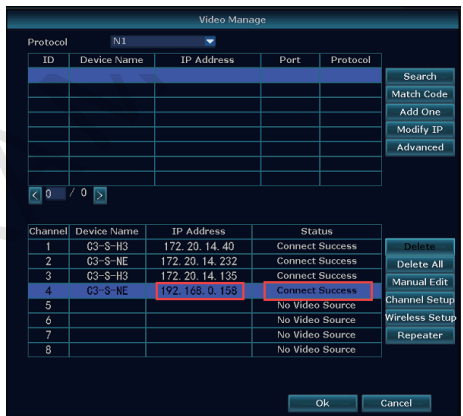 Video Manage
Protocol N1
ID Device Name IP Address Port Protocol
Search
Match Code
Add One
Modify IP
Advanced
< 0 / 0 >
Channel Device Name IP Address Status
1 C3-S-H3 172.20.14.40 Connect Success
2 C3-S-NE 172.20.14.232 Connect Success
3 C3-S-H3 172.20.14.135 Connect Success
4 C3-S-NE 192.168.0.158 Connect Success
5 No Video Source
6 No Video Source
7 No Video Source
8 No Video Source
Delete
Delete All
Manual Edit
Channel Setup
Wireless Setup
Repeater
Ok Cancel